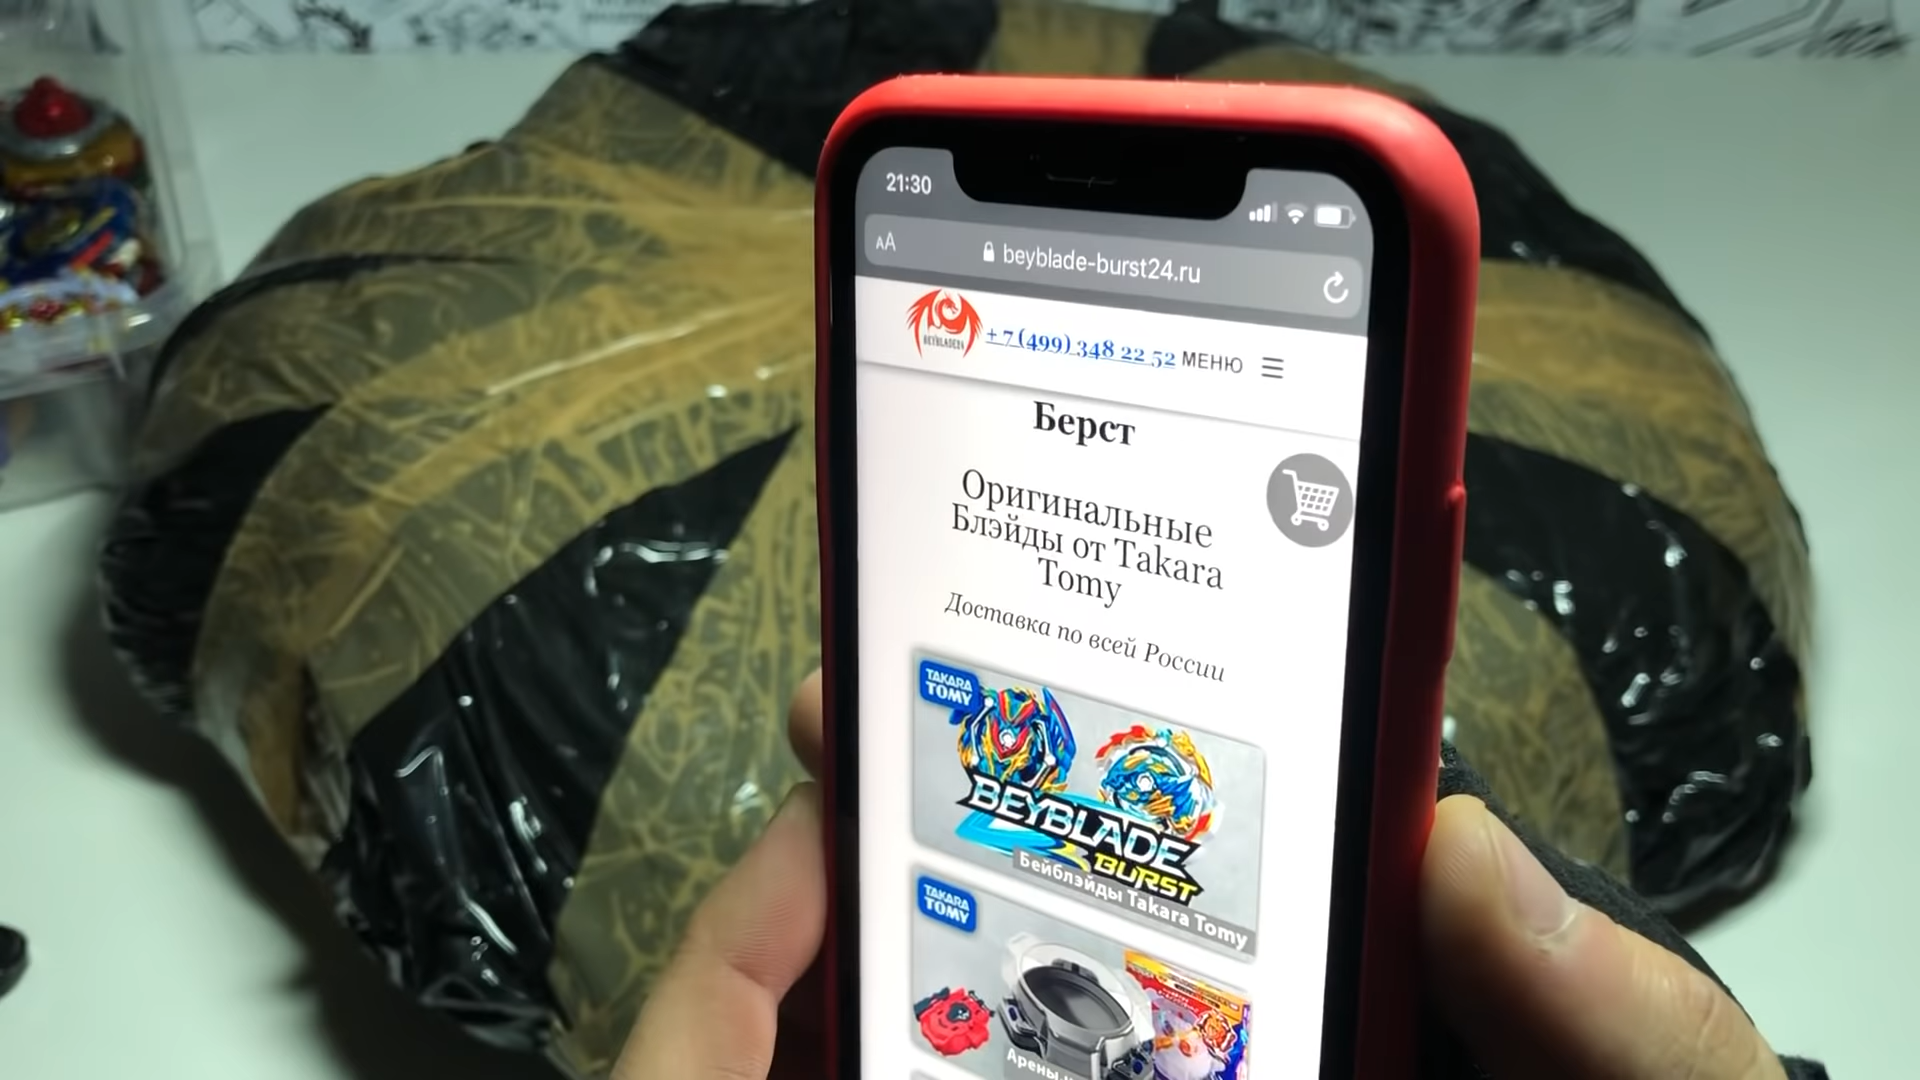 21:30
AA
beyblade-burst24.ru
BEYBLADE24
+ 7 (499) 348 22 52 МЕНЮ
Берст
Оригинальные
Блэйды от Takara
Tomy
Доставка по всей России
TAKARA
TOMY
BEYBLADE
BURST
Бейблэйды Takara Tomy
TAKARA
TOMY
Арены